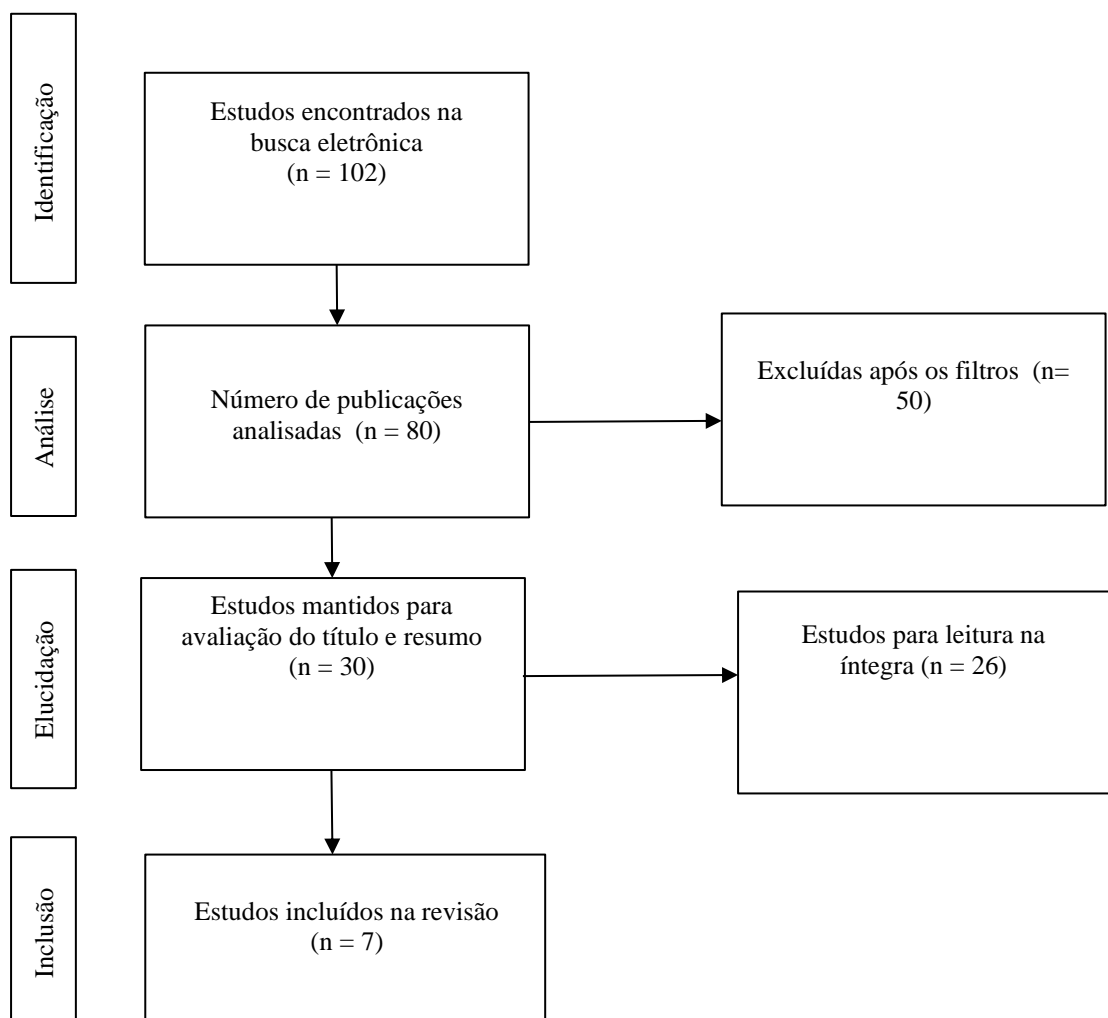 Identificação
Estudos encontrados na
busca eletrônica
(n = 102)
Análise
Número de publicações
analisadas (n = 80)
Excluídas após os filtros (n=
50)
Elucidação
Estudos mantidos para
avaliação do título e resumo
(n = 30)
Estudos para leitura na
íntegra (n = 26)
Inclusão
Estudos incluídos na revisão
(n = 7)